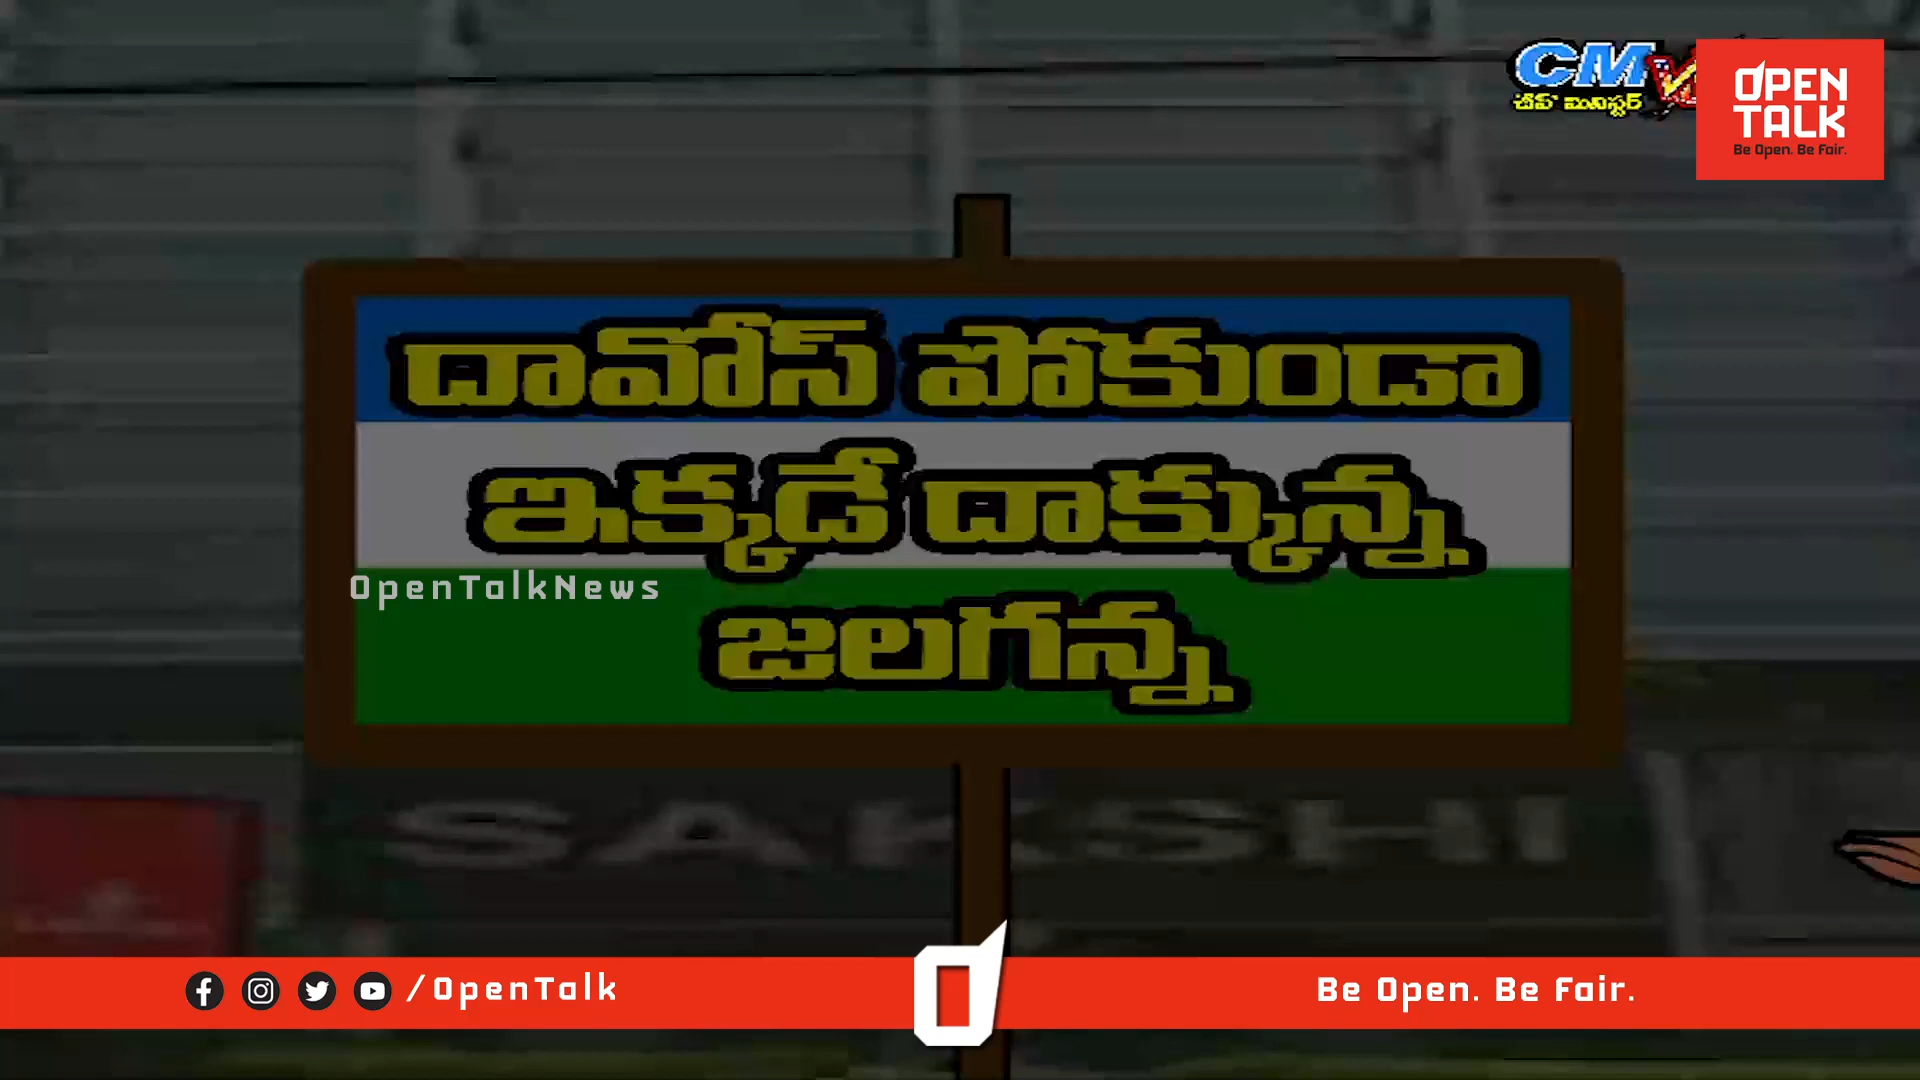 CM
చీఫ్ మినిస్టర్
OPEN
TALK
Be Open. Be Fair.
దావోస్ పోకుండా
ఇక్కడే దాక్కున్న
OpenTalkNews
జలగన్న
SAKSHI
/OpenTalk
Be Open. Be Fair.